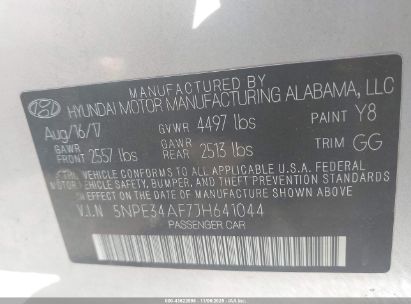 MANUFACTURED BY
HYUNDAI MOTOR MANUFACTURING ALABAMA, LLC
Aug/16/17 GVWR 4497 lbs PAINT Y8
GAWR FRONT 2557 lbs GAWR REAR 2513 lbs TRIM GG
THIS VEHICLE CONFORMS TO ALL APPLICABLE U.S.A. FEDERAL
MOTOR VEHICLE SAFETY, BUMPER, AND THEFT PREVENTION STANDARDS
IN EFFECT ON THE DATE OF MANUFACTURE SHOWN ABOVE.
V.I.N 5NPE34AF7JH641044
PASSENGER CAR